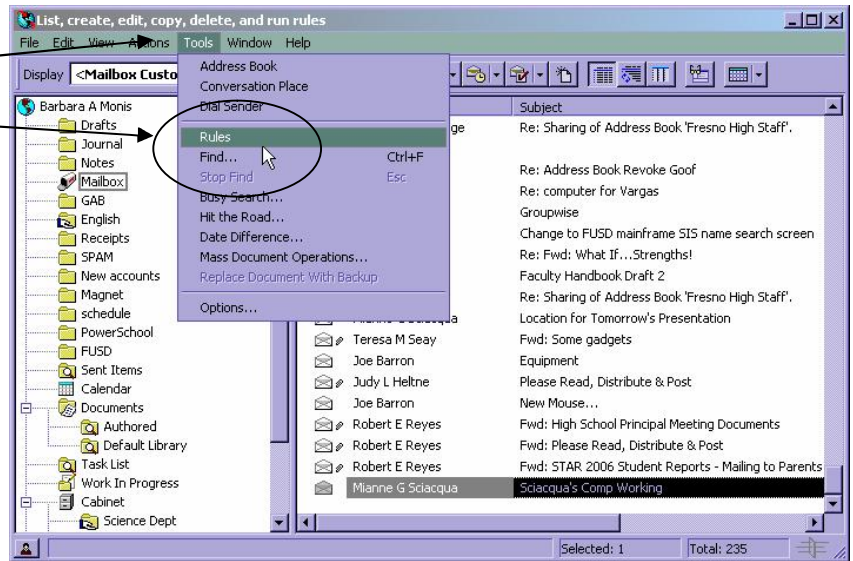 List, create, edit, copy, delete, and run rules
File Edit View Actions Tools Window Help
Display <Mailbox Custo
Address Book
Conversation Place
Dial Sender
Rules
Find... Ctrl+F
Stop Find Esc
Busy Search...
Hit the Road...
Date Difference...
Mass Document Operations...
Replace Document With Backup
Options...
Barbara A Monis
Drafts
Journal
Notes
Mailbox
GAB
English
Receipts
SPAM
New accounts
Magnet
schedule
PowerSchool
FUSD
Sent Items
Calendar
Documents
Authored
Default Library
Task List
Work In Progress
Cabinet
Science Dept
Subject
ge Re: Sharing of Address Book 'Fresno High Staff'.
Re: Address Book Revoke Goof
Re: computer for Vargas
Groupwise
Change to FUSD mainframe SIS name search screen
Re: Fwd: What If...Strengths!
Faculty Handbook Draft 2
Re: Sharing of Address Book 'Fresno High Staff'.
Mianne G Sciacqua Location for Tomorrow's Presentation
Teresa M Seay Fwd: Some gadgets
Joe Barron Equipment
Judy L Heltne Please Read, Distribute & Post
Joe Barron New Mouse...
Robert E Reyes Fwd: High School Principal Meeting Documents
Robert E Reyes Fwd: Please Read, Distribute & Post
Robert E Reyes Fwd: STAR 2006 Student Reports - Mailing to Parents
Mianne G Sciacqua Sciacqua's Comp Working
Selected: 1 Total: 235